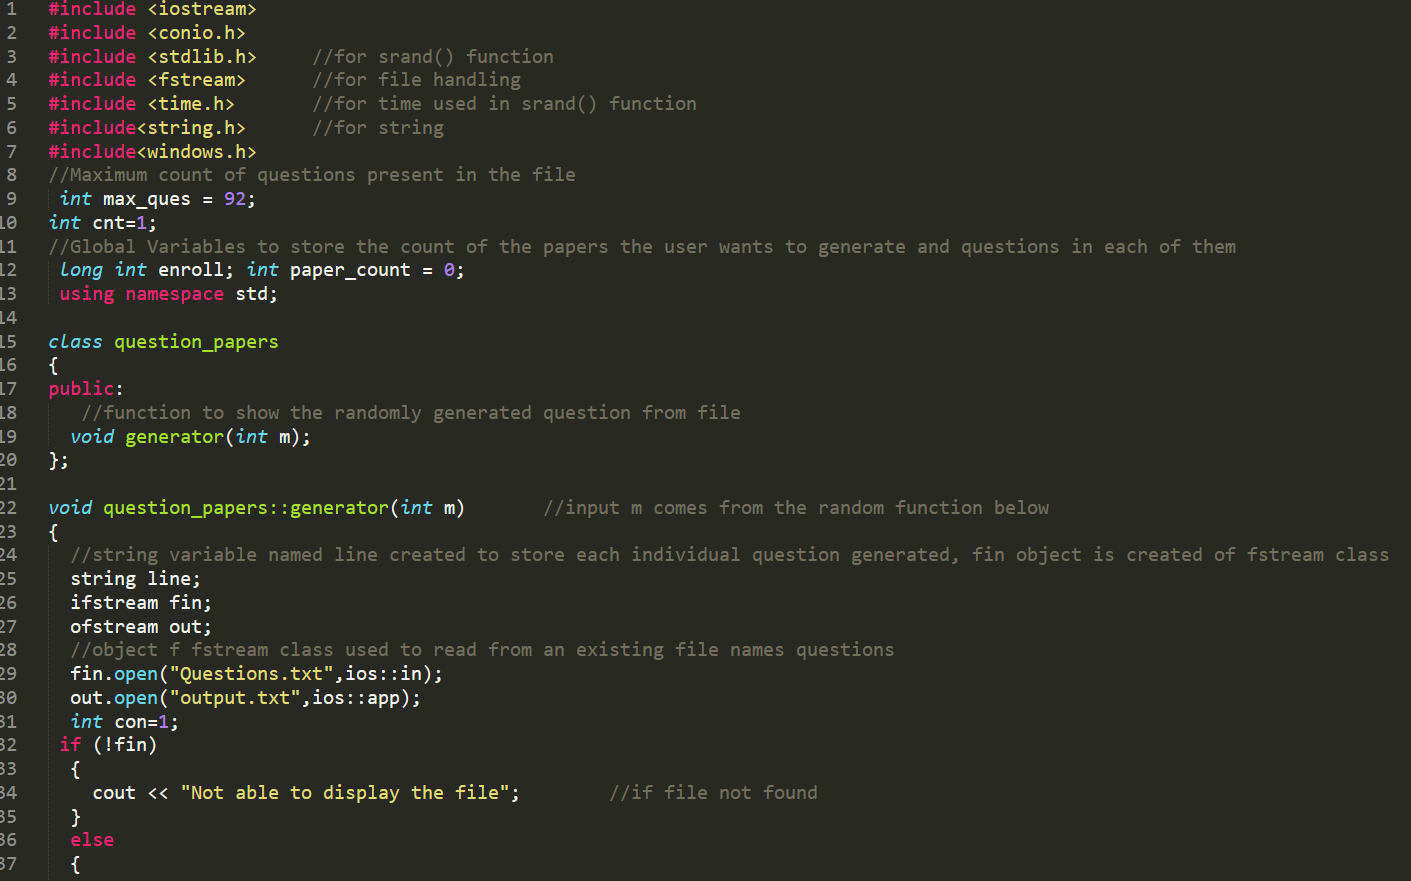 1 #include <iostream>
2 #include <conio.h>
3 #include <stdlib.h>     //for srand() function
4 #include <fstream>      //for file handling
5 #include <time.h>       //for time used in srand() function
6 #include<string.h>      //for string
7 #include<windows.h>
8 //Maximum count of questions present in the file
9  int max_ques = 92;
10 int cnt=1;
11 //Global Variables to store the count of the papers the user wants to generate and questions in each of them
12  long int enroll; int paper_count = 0;
13  using namespace std;
14
15 class question_papers
16 {
17 public:
18    //function to show the randomly generated question from file
19   void generator(int m);
20 };
21
22 void question_papers::generator(int m)       //input m comes from the random function below
23 {
24   //string variable named line created to store each individual question generated, fin object is created of fstream class
25   string line;
26   ifstream fin;
27   ofstream out;
28   //object f fstream class used to read from an existing file names questions
29   fin.open("Questions.txt",ios::in);
30   out.open("output.txt",ios::app);
31   int con=1;
32  if (!fin)
33   {
34     cout << "Not able to display the file";        //if file not found
35   }
36   else
37   {